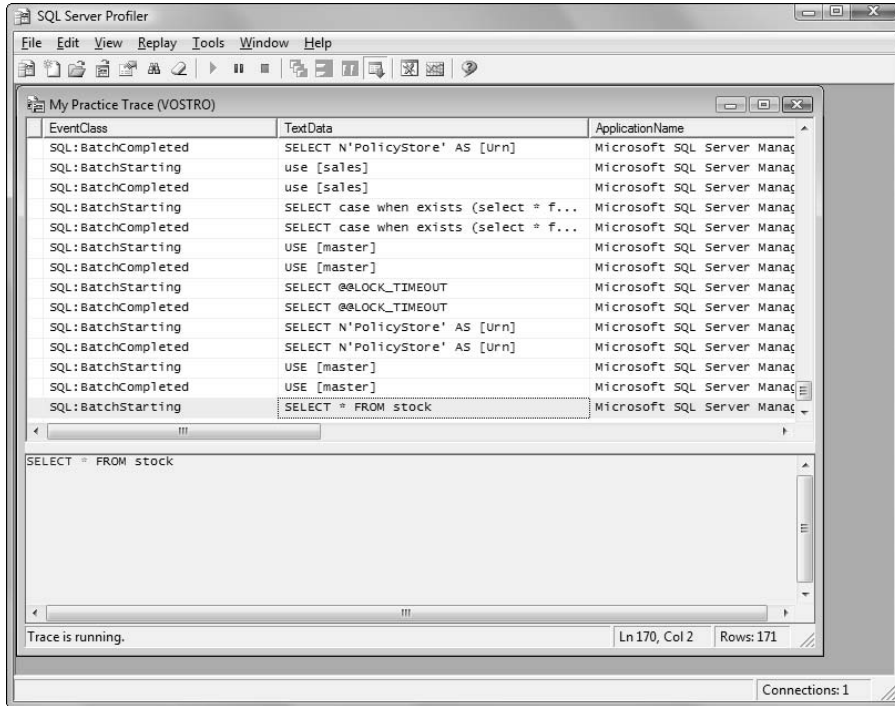 SQL Server Profiler
File Edit View Replay Tools Window Help
My Practice Trace (VOSTRO)
EventClass TextData ApplicationName
SQL:BatchCompleted SELECT N'PolicyStore' AS [Urn] Microsoft SQL Server Manag
SQL:BatchStarting use [sales] Microsoft SQL Server Manag
SQL:BatchCompleted use [sales] Microsoft SQL Server Manag
SQL:BatchStarting SELECT case when exists (select * f... Microsoft SQL Server Manag
SQL:BatchCompleted SELECT case when exists (select * f... Microsoft SQL Server Manag
SQL:BatchStarting USE [master] Microsoft SQL Server Manag
SQL:BatchCompleted USE [master] Microsoft SQL Server Manag
SQL:BatchStarting SELECT @@LOCK_TIMEOUT Microsoft SQL Server Manag
SQL:BatchCompleted SELECT @@LOCK_TIMEOUT Microsoft SQL Server Manag
SQL:BatchStarting SELECT N'PolicyStore' AS [Urn] Microsoft SQL Server Manag
SQL:BatchCompleted SELECT N'PolicyStore' AS [Urn] Microsoft SQL Server Manag
SQL:BatchStarting USE [master] Microsoft SQL Server Manag
SQL:BatchCompleted USE [master] Microsoft SQL Server Manag
SQL:BatchStarting SELECT * FROM stock Microsoft SQL Server Manag
SELECT * FROM stock
Trace is running. Ln 170, Col 2 Rows: 171
Connections: 1